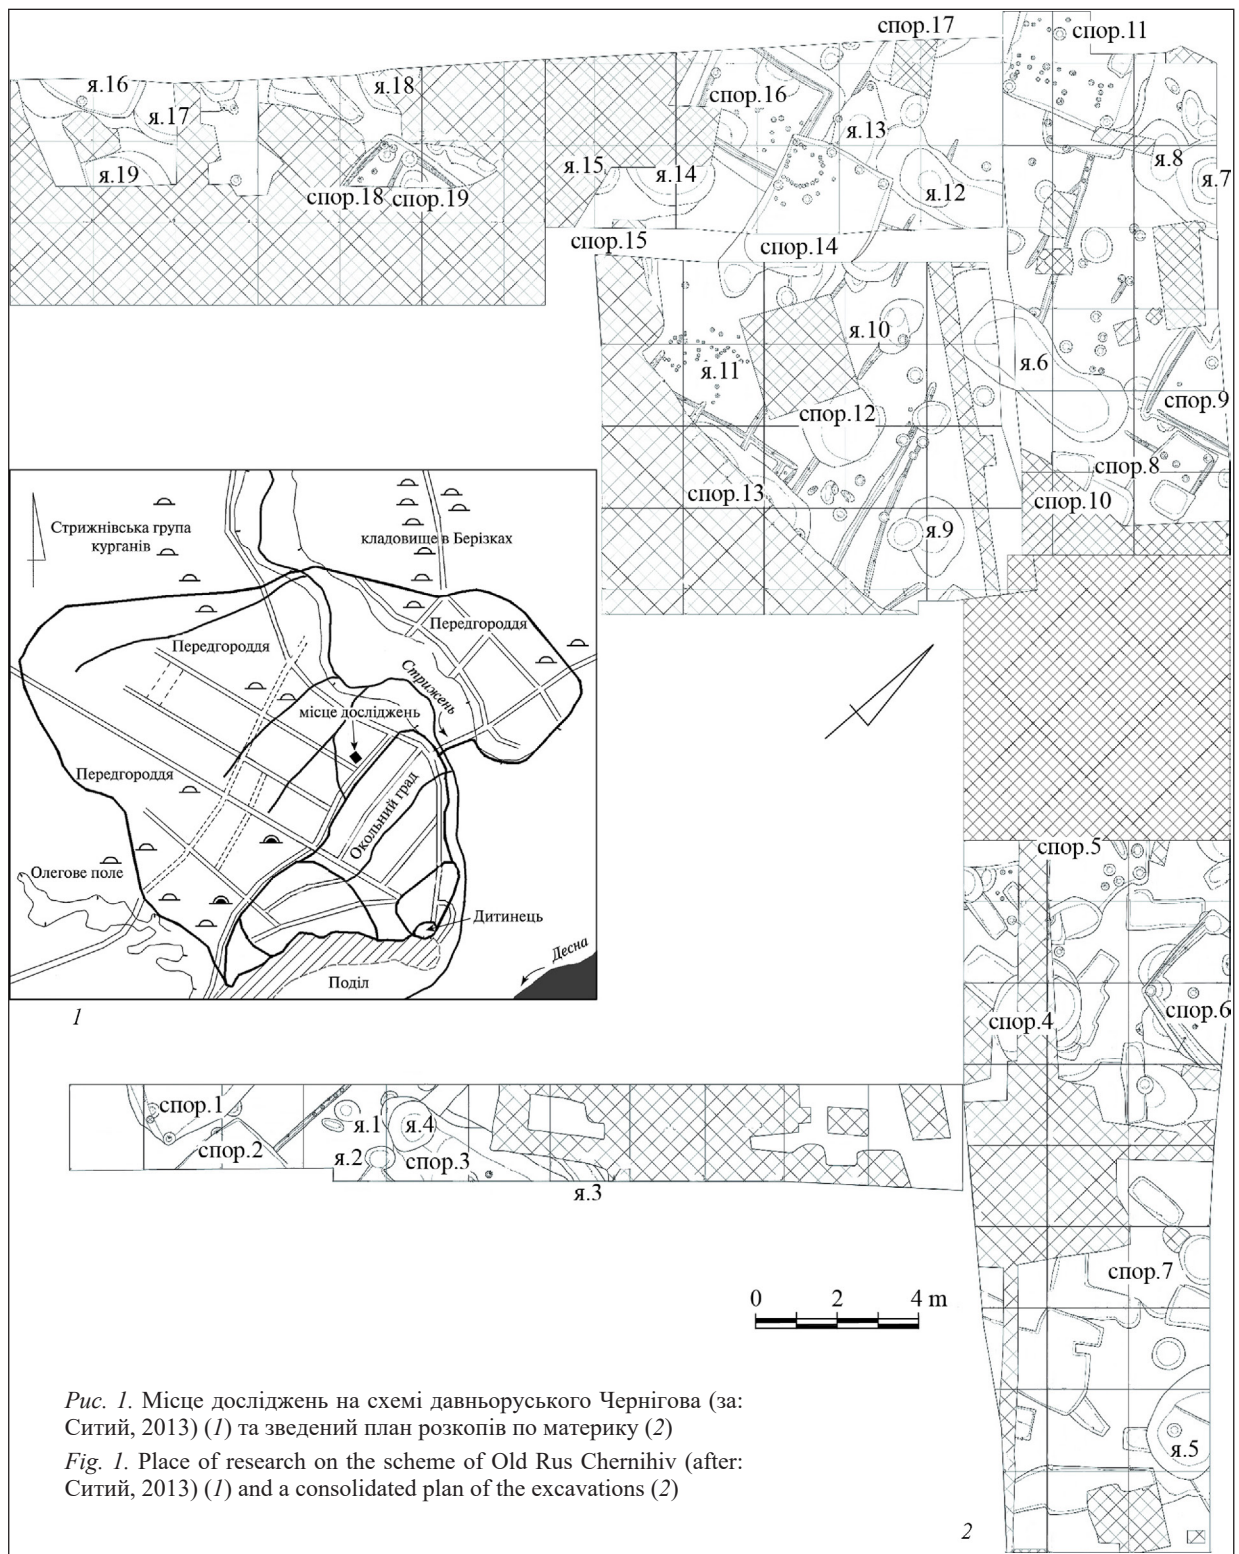 спор.17
спор.11
я.16
я.18
спор.16
я.17
я.13
я.19
я.15
я.14
я.8
я.7
я.12
спор.18
спор.19
спор.15
спор.14
я.10
я.11
я.6
спор.12
спор.9
спор.8
спор.13
спор.10
я.9
Стрижнівська група
курганів
кладовище в Берізках
Передгороддя
Передгороддя
Стрижень
місце досліджень
Передгороддя
Окольний град
Олегове поле
Дитинець
Десна
Поділ
1
спор.5
спор.4
спор.6
спор.1
я.1
я.4
спор.2
я.2
спор.3
я.3
спор.7
0 2 4 m
я.5
Рис. 1. Місце досліджень на схемі давньоруського Чернігова (за:
Ситий, 2013) (1) та зведений план розкопів по материку (2)
Fig. 1. Place of research on the scheme of Old Rus Chernihiv (after:
Ситий, 2013) (1) and a consolidated plan of the excavations (2)
2